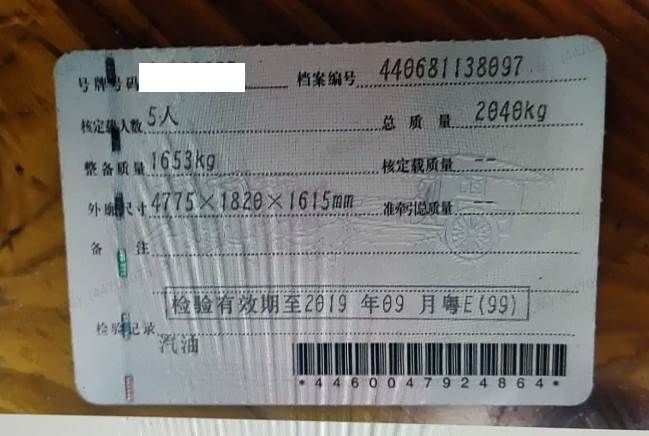 号牌号码 档案编号 440681138097
核定载人数 5人 总 质 量 2040kg
整备质量 1653kg 核定载质量 --
外廓尺寸 4775×1820×1615mm 准牵引总质量 --
备 注
检验有效期至2019 年09 月粤E(99)
检验记录
汽油
*4460047924864*